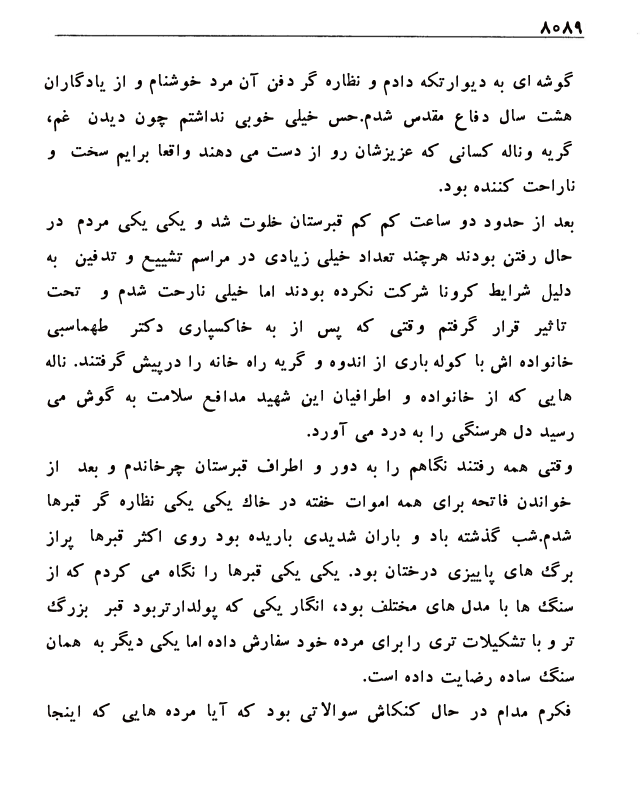 ۸۰۸۹
گوشه ای به دیوارتکه دادم و نظاره گر دفن آن مرد خوشنام و از یادگاران
هشت سال دفاع مقدس شدم.حس خیلی خوبی نداشتم چون دیدن غم،
گریه وناله کسانی که عزیزشان رو از دست می دهند واقعا برایم سخت و
ناراحت کننده بود.
بعد از حدود دو ساعت کم کم قبرستان خلوت شد و یکی یکی مردم در
حال رفتن بودند هرچند تعداد خیلی زیادی در مراسم تشییع و تدفین به
دلیل شرایط کرونا شرکت نکرده بودند اما خیلی نارحت شدم و تحت
تاثیر قرار گرفتم وقتی که پس از به خاکسپاری دکتر طهماسبی
خانواده اش با کوله باری از اندوه و گریه راه خانه را درپیش گرفتند. ناله
هایی که از خانواده و اطرافیان این شهید مدافع سلامت به گوش می
رسید دل هرسنگی را به درد می آورد.
وقتی همه رفتند نگاهم را به دور و اطراف قبرستان چرخاندم و بعد از
خواندن فاتحه برای همه اموات خفته در خاک یکی یکی نظاره گر قبرها
شدم.شب گذشته باد و باران شدیدی باریده بود روی اکثر قبرها پراز
برگ های پاییزی درختان بود. یکی یکی قبرها را نگاه می کردم که از
سنگ ها با مدل های مختلف بود، انگار یکی که پولدارتربود قبر بزرگ
تر و با تشکیلات تری رابرای مرده خود سفارش داده اما یکی دیگر به همان
سنگ ساده رضایت داده است.
فکرم مدام در حال کنکاش سوالاتی بود که آیا مرده هایی که اینجا